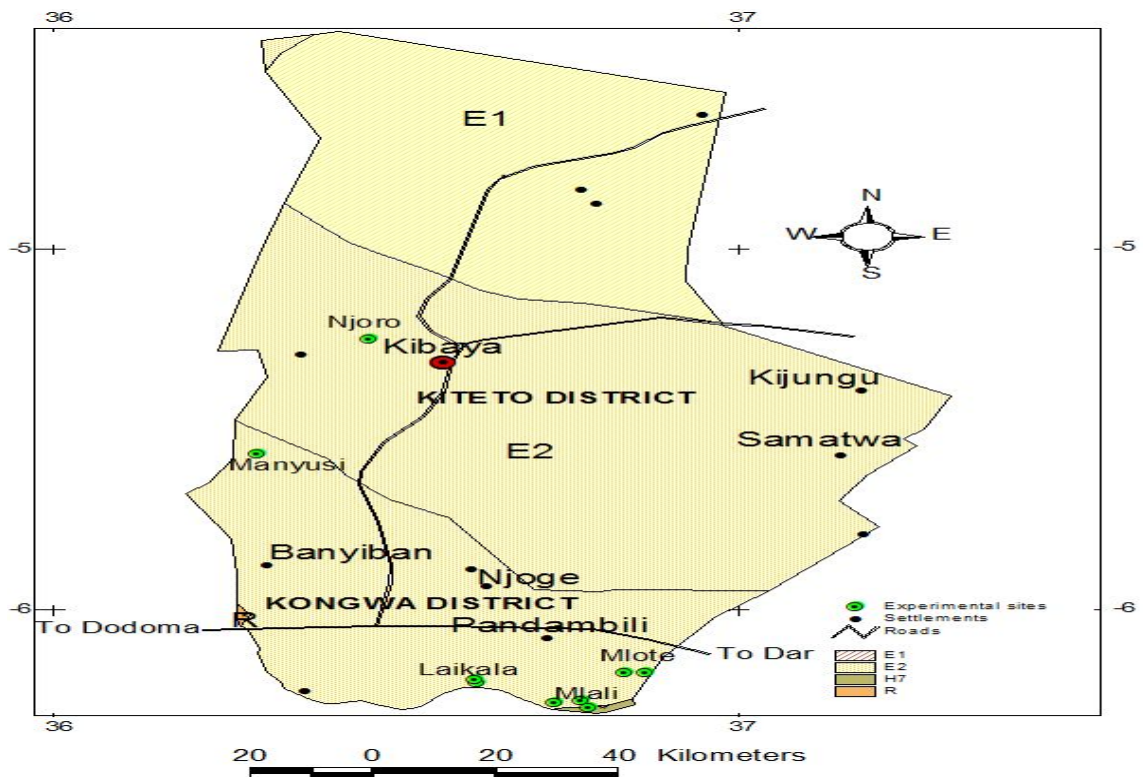 36 37
E1
N
W E
S
-5 -5
Njoro
Kibaya
Kijungu
KITETO DISTRICT
Samatwa
E2
Manyusi
Banyiban
Njoge
KONGWA DISTRICT
-6 -6
R
To Dodoma
Pandambili
To Dar
Mlote
Laikala
Mlali
Experimental sites
Settlements
Roads
E1
E2
H7
R
36 37
20 0 20 40 Kilometers